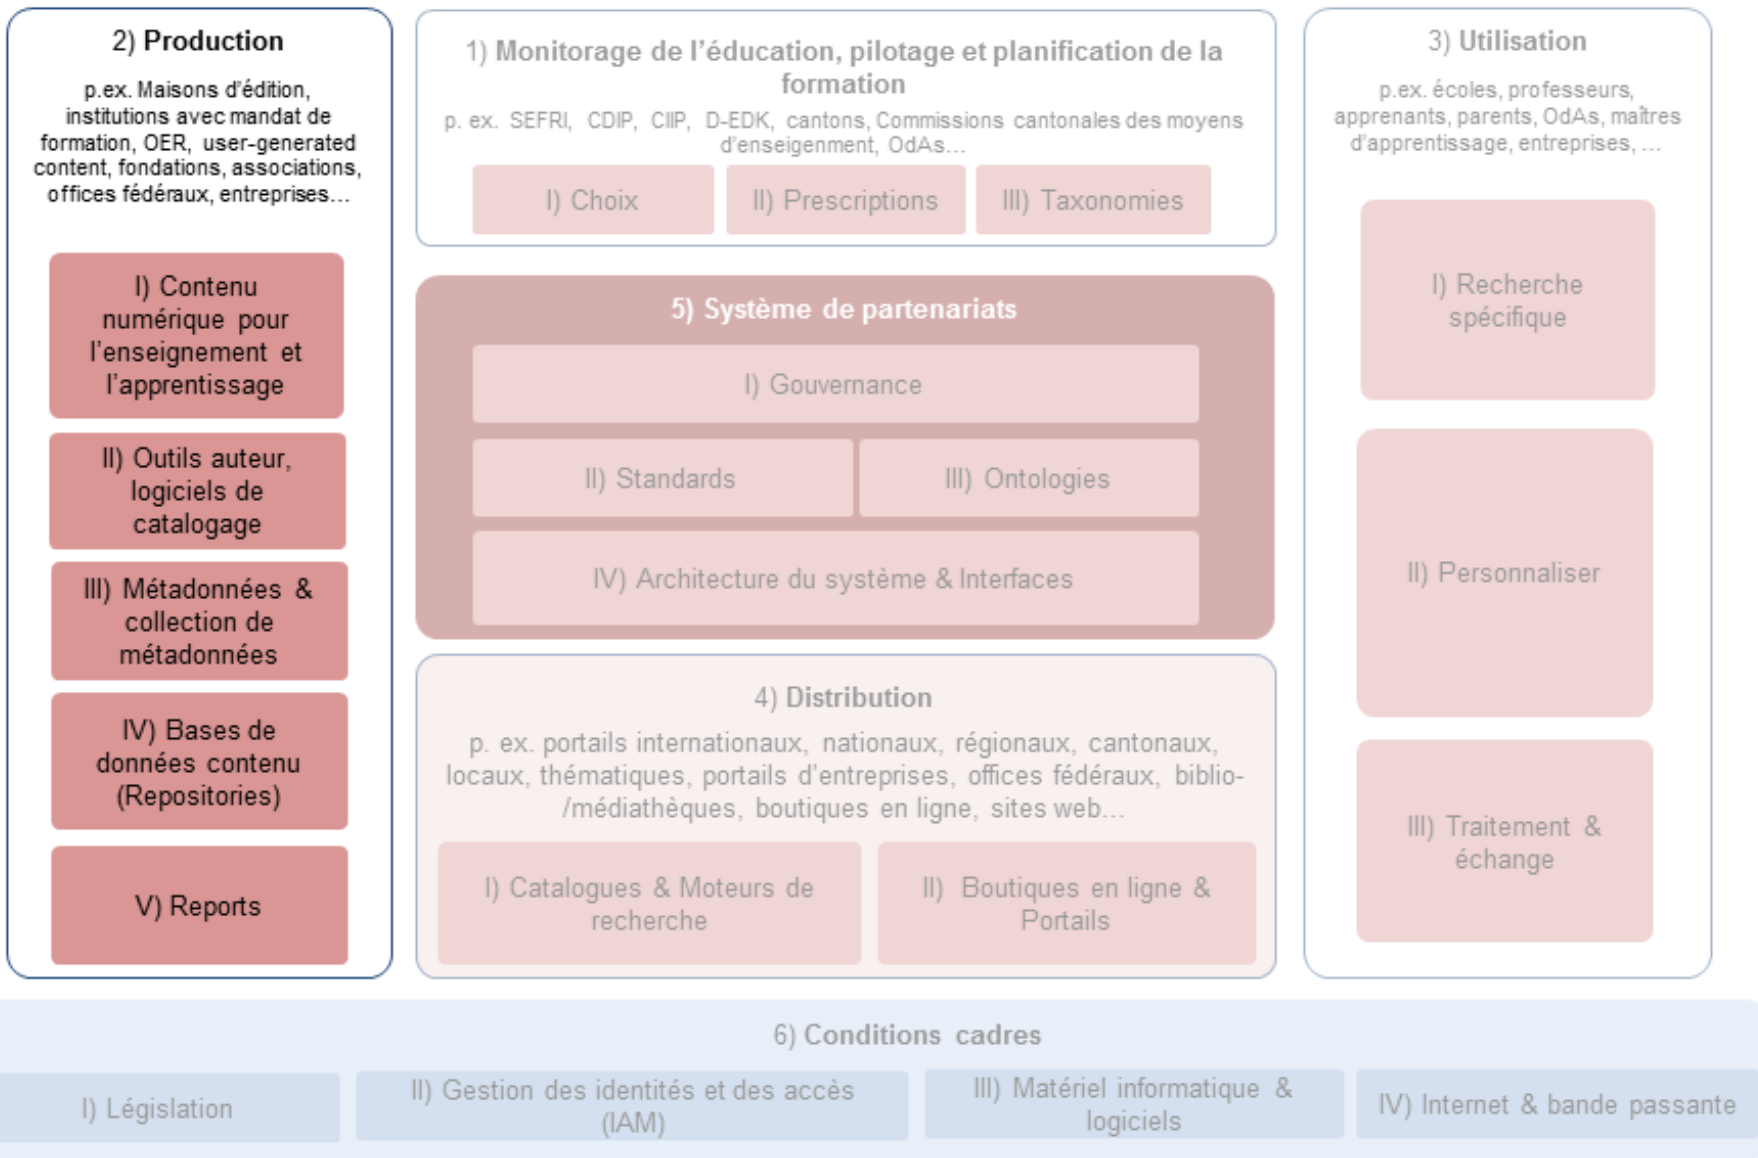 2) Production
p.ex. Maisons d'édition,
institutions avec mandat de
formation, OER, user-generated
content, fondations, associations,
offices fédéraux, entreprises…
I) Contenu
numérique pour
l'enseignement et
l'apprentissage
II) Outils auteur,
logiciels de
catalogage
III) Métadonnées &
collection de
métadonnées
IV) Bases de
données contenu
(Repositories)
V) Reports
1) Monitorage de l'éducation, pilotage et planification de la
formation
p. ex. SEFRI, CDIP, CIIP, D-EDK, cantons, Commissions cantonales des moyens
d'enseigenment, OdAs…
I) Choix
II) Prescriptions
III) Taxonomies
5) Système de partenariats
I) Gouvernance
II) Standards
III) Ontologies
IV) Architecture du système & Interfaces
4) Distribution
p. ex. portails internationaux, nationaux, régionaux, cantonaux,
locaux, thématiques, portails d'entreprises, offices fédéraux, biblio-
/médiathèques, boutiques en ligne, sites web…
I) Catalogues & Moteurs de
recherche
II) Boutiques en ligne &
Portails
3) Utilisation
p.ex. écoles, professeurs,
apprenants, parents, OdAs, maîtres
d'apprentissage, entreprises, …
I) Recherche
spécifique
II) Personnaliser
III) Traitement &
échange
6) Conditions cadres
I) Législation
II) Gestion des identités et des accès
(IAM)
III) Matériel informatique &
logiciels
IV) Internet & bande passante